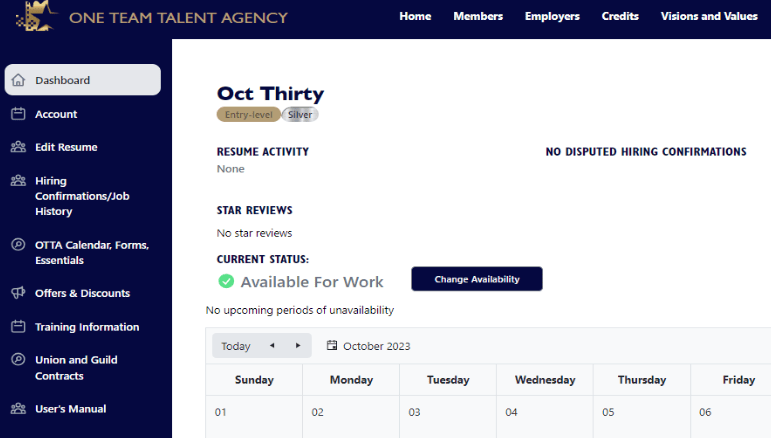 ONE TEAM TALENT AGENCY
Home Members Employers Credits Visions and Values
Dashboard
Account
Edit Resume
Hiring
Confirmations/Job
History
OTTA Calendar, Forms,
Essentials
Offers & Discounts
Training Information
Union and Guild
Contracts
User's Manual
Oct Thirty
Entry-level Silver
RESUME ACTIVITY
None
NO DISPUTED HIRING CONFIRMATIONS
STAR REVIEWS
No star reviews
CURRENT STATUS:
Available For Work
Change Availability
No upcoming periods of unavailability
Today October 2023
Sunday Monday Tuesday Wednesday Thursday Friday
01 02 03 04 05 06